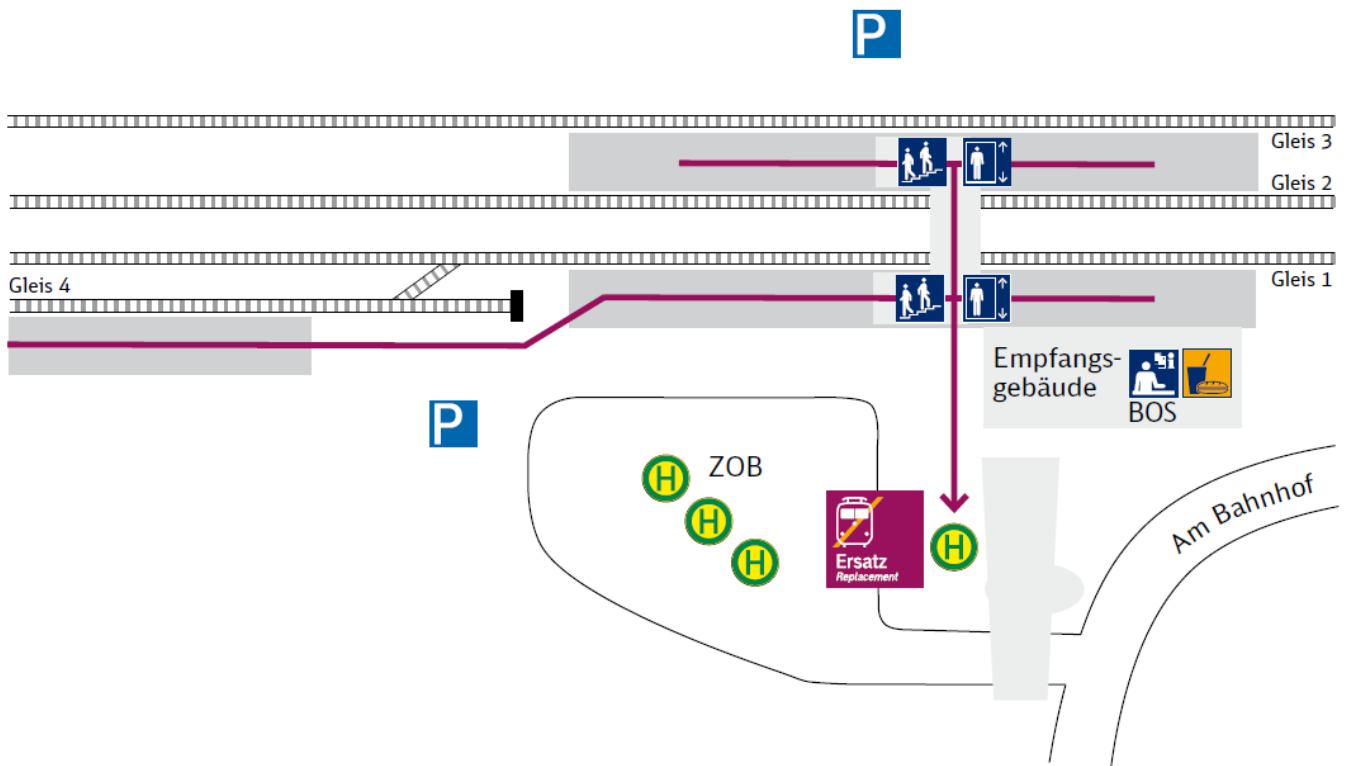 P
Gleis 3
Gleis 2
Gleis 4
Gleis 1
Empfangs-
gebäude
BOS
P
ZOB
H
H
H
H
Ersatz
Replacement
Am Bahnhof